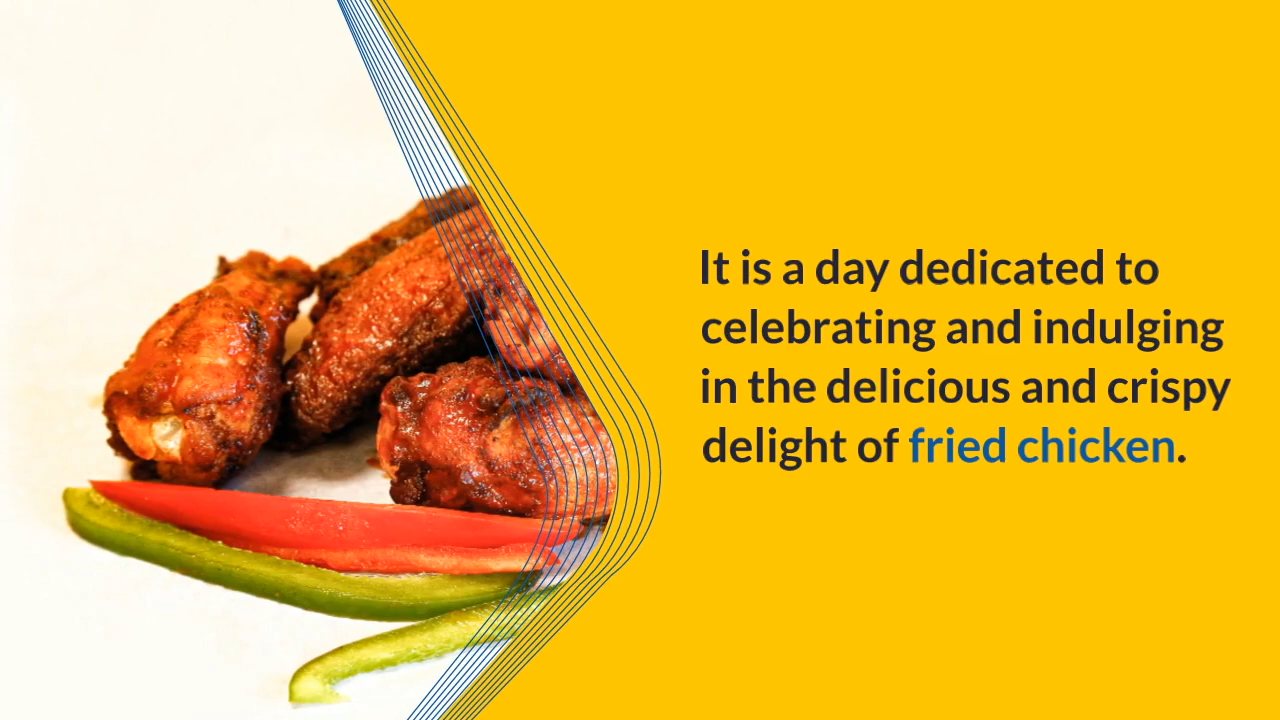 It is a day dedicated to
celebrating and indulging
in the delicious and crispy
delight of fried chicken.